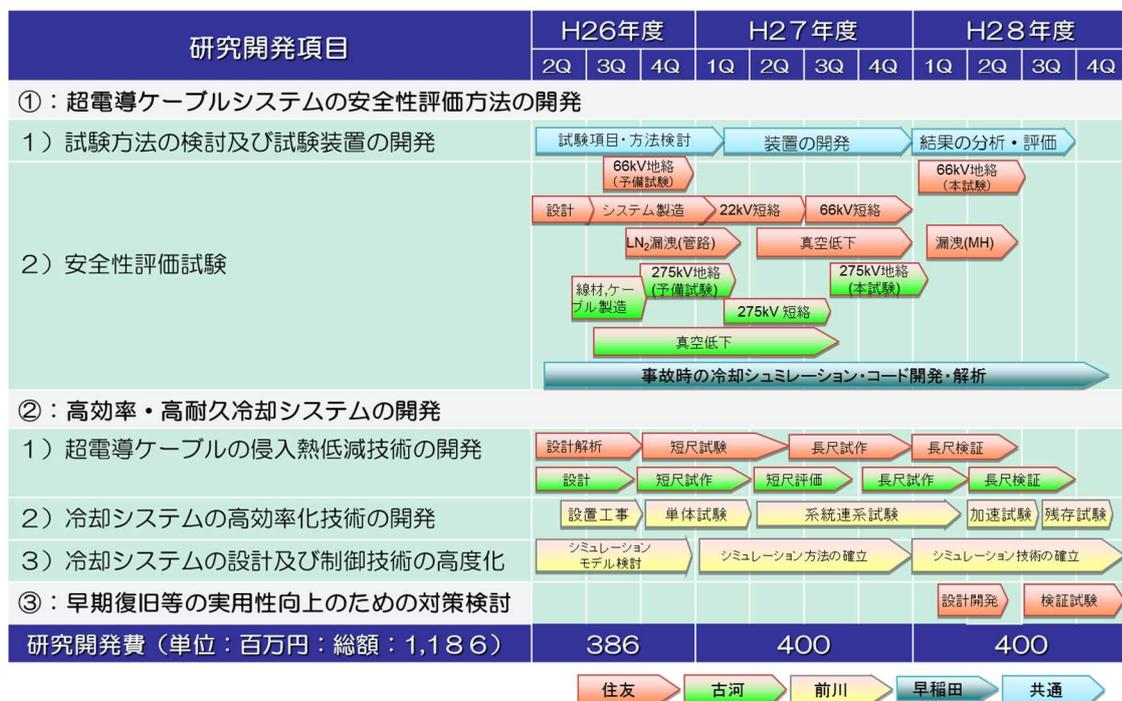 研究開発項目
H26年度 H27年度 H28年度
2Q 3Q 4Q 1Q 2Q 3Q 4Q 1Q 2Q 3Q 4Q
①：超電導ケーブルシステムの安全性評価方法の開発
1）試験方法の検討及び試験装置の開発
試験項目・方法検討 装置の開発 結果の分析・評価
2）安全性評価試験
66kV地絡
（予備試験）
66kV地絡
（本試験）
設計 システム製造 22kV短絡 66kV短絡
LN₂漏洩(管路) 真空低下 漏洩(MH)
線材,ケー
ブル製造
275kV地絡
(予備試験)
275kV地絡
(本試験)
275kV 短絡
真空低下
事故時の冷却シュミレーション・コード開発・解析
②：高効率・高耐久冷却システムの開発
1）超電導ケーブルの侵入熱低減技術の開発
設計解析 短尺試験 長尺試作 長尺検証
設計 短尺試作 短尺評価 長尺試作 長尺検証
2）冷却システムの高効率化技術の開発
設置工事 単体試験 系統連系試験 加速試験 残存試験
3）冷却システムの設計及び制御技術の高度化
シミュレーション
モデル検討
シミュレーション方法の確立 シミュレーション技術の確立
③：早期復旧等の実用性向上のための対策検討
設計開発 検証試験
研究開発費（単位：百万円：総額：1,186） 386 400 400
住友 古河 前川 早稲田 共通